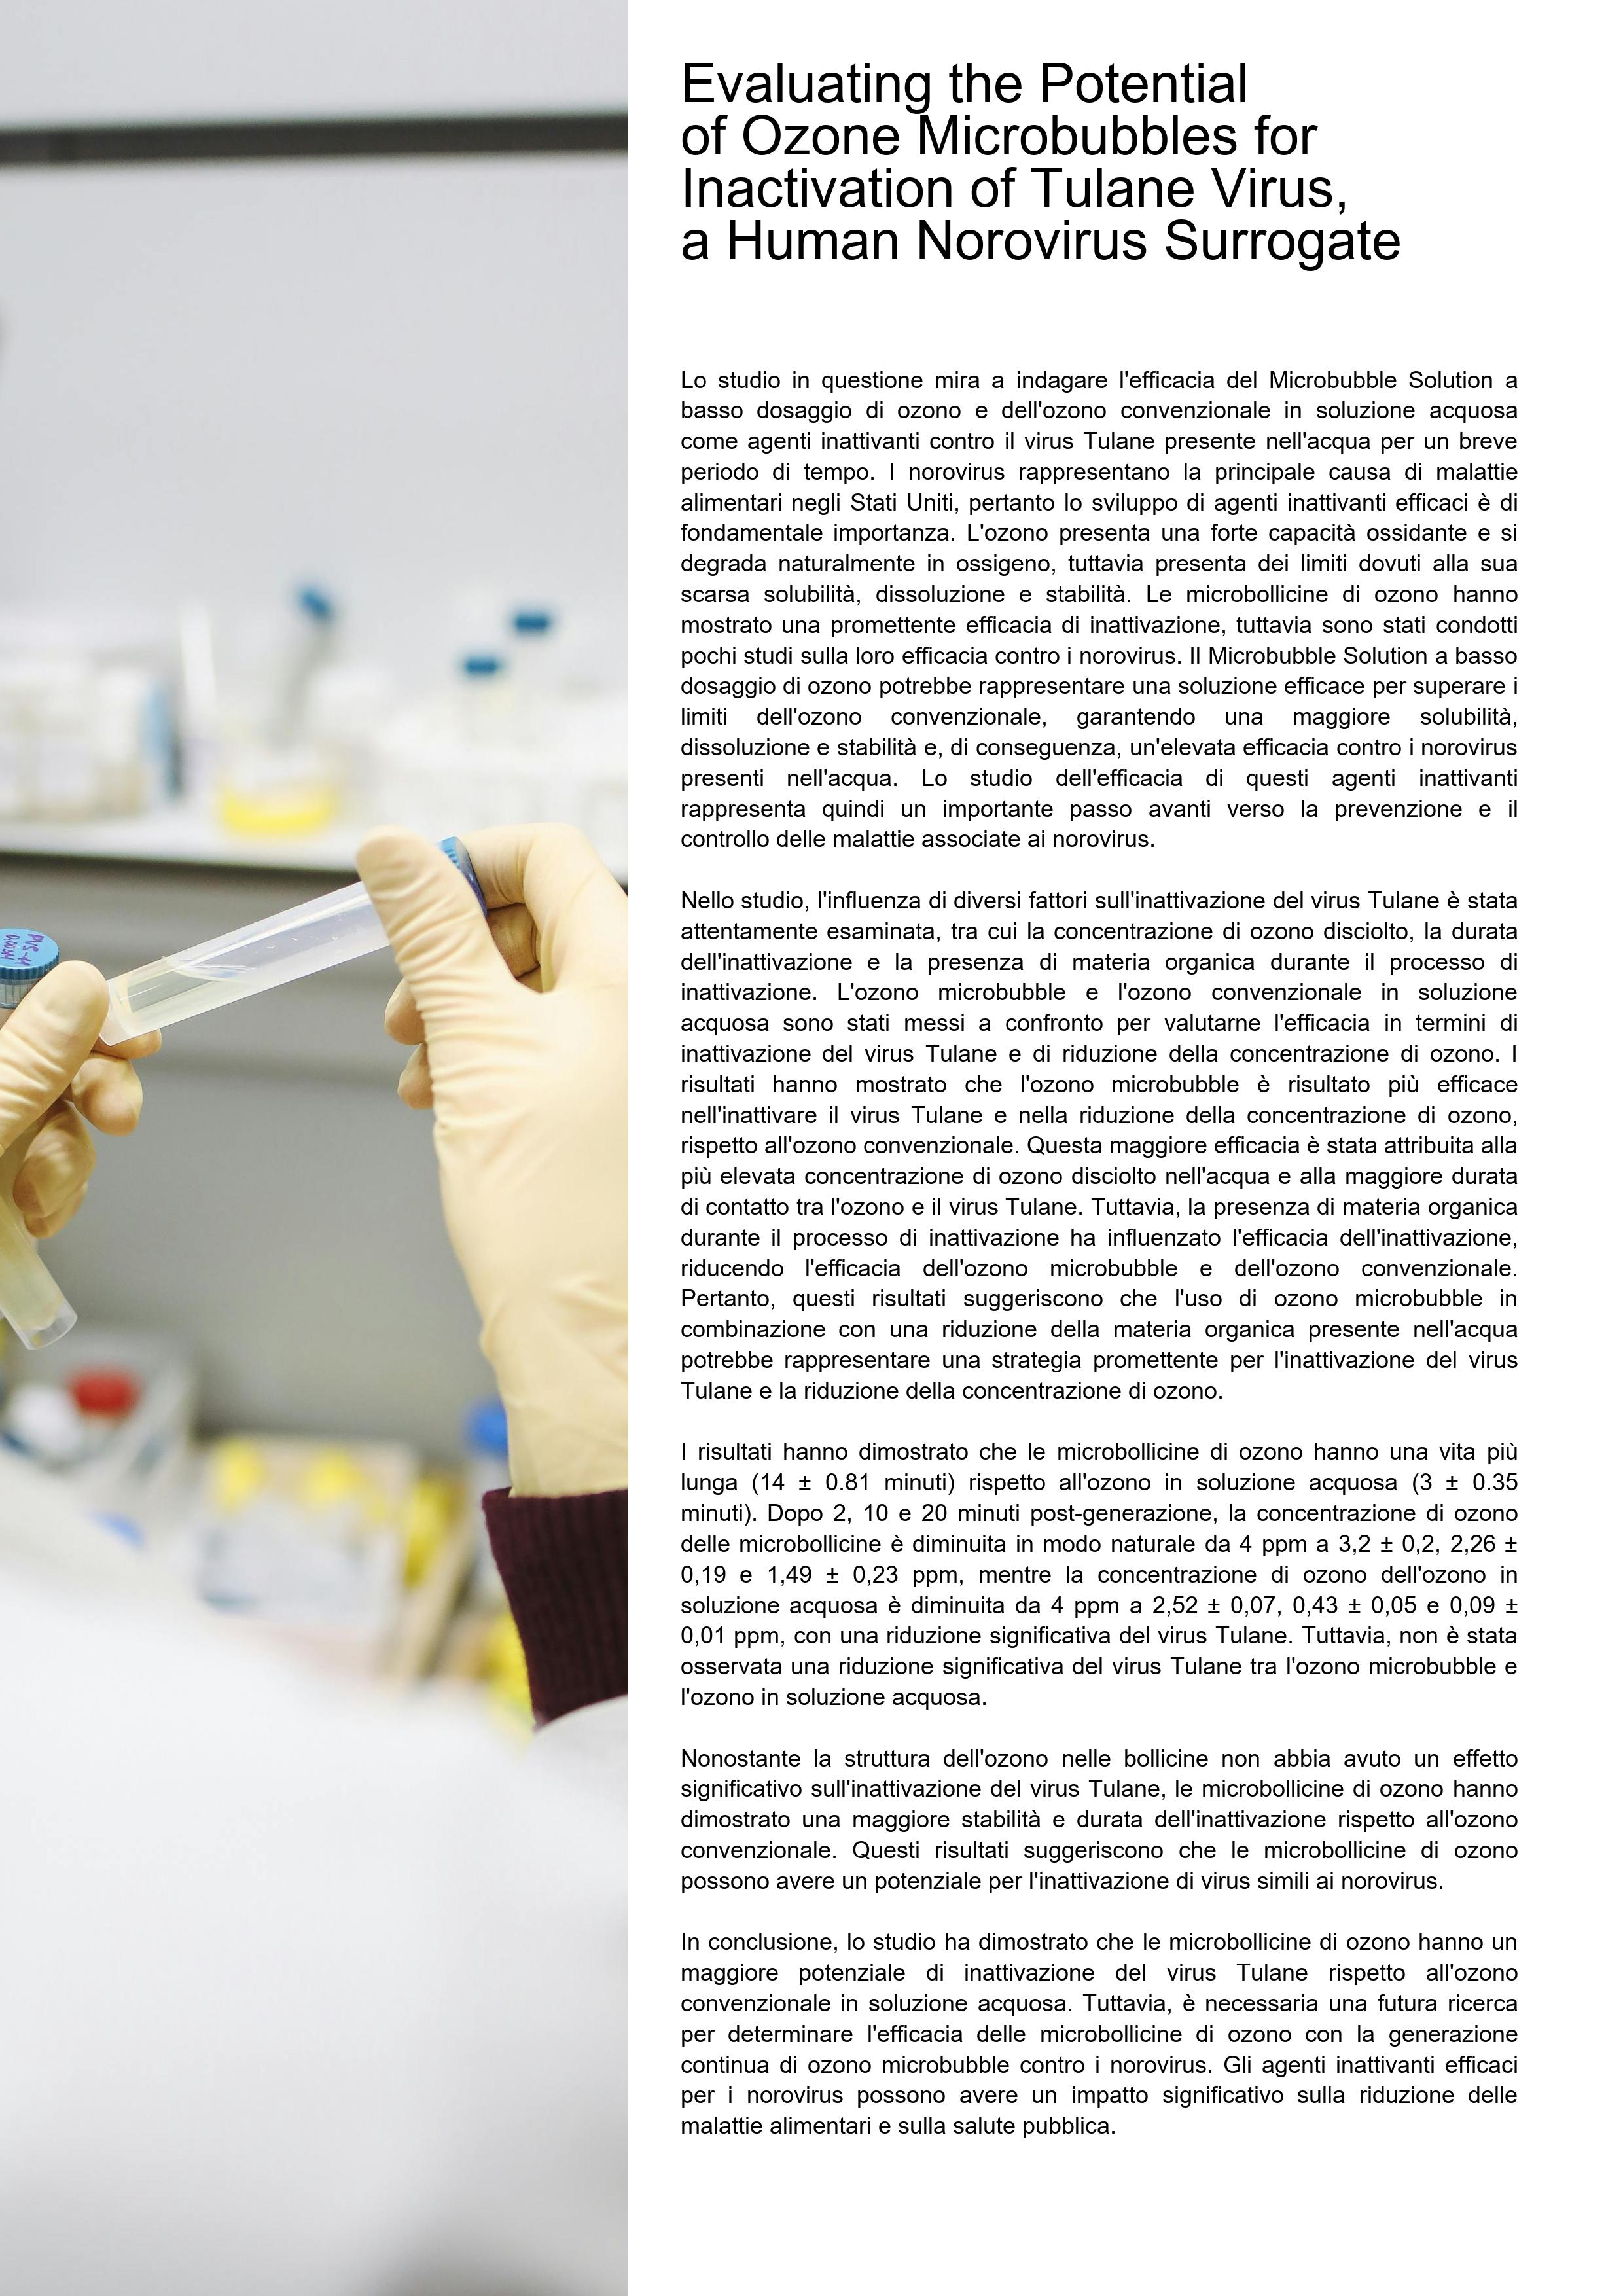 Evaluating the Potential
of Ozone Microbubbles for
Inactivation of Tulane Virus,
a Human Norovirus Surrogate
Lo studio in questione mira a indagare l'efficacia del Microbubble Solution a
basso dosaggio di ozono e dell'ozono convenzionale in soluzione acquosa
come agenti inattivanti contro il virus Tulane presente nell'acqua per un breve
periodo di tempo. I norovirus rappresentano la principale causa di malattie
alimentari negli Stati Uniti, pertanto lo sviluppo di agenti inattivanti efficaci è di
fondamentale importanza. L'ozono presenta una forte capacità ossidante e si
degrada naturalmente in ossigeno, tuttavia presenta dei limiti dovuti alla sua
scarsa solubilità, dissoluzione e stabilità. Le microbollicine di ozono hanno
mostrato una promettente efficacia di inattivazione, tuttavia sono stati condotti
pochi studi sulla loro efficacia contro i norovirus. Il Microbubble Solution a basso
dosaggio di ozono potrebbe rappresentare una soluzione efficace per superare i
limiti dell'ozono convenzionale, garantendo una maggiore solubilità,
dissoluzione e stabilità e, di conseguenza, un'elevata efficacia contro i norovirus
presenti nell'acqua. Lo studio dell'efficacia di questi agenti inattivanti
rappresenta quindi un importante passo avanti verso la prevenzione e il
controllo delle malattie associate ai norovirus.
Nello studio, l'influenza di diversi fattori sull'inattivazione del virus Tulane è stata
attentamente esaminata, tra cui la concentrazione di ozono disciolto, la durata
dell'inattivazione e la presenza di materia organica durante il processo di
inattivazione. L'ozono microbubble e l'ozono convenzionale in soluzione
acquosa sono stati messi a confronto per valutarne l'efficacia in termini di
inattivazione del virus Tulane e di riduzione della concentrazione di ozono. I
risultati hanno mostrato che l'ozono microbubble è risultato più efficace
nell'inattivare il virus Tulane e nella riduzione della concentrazione di ozono,
rispetto all'ozono convenzionale. Questa maggiore efficacia è stata attribuita alla
più elevata concentrazione di ozono disciolto nell'acqua e alla maggiore durata
di contatto tra l'ozono e il virus Tulane. Tuttavia, la presenza di materia organica
durante il processo di inattivazione ha influenzato l'efficacia dell'inattivazione,
riducendo l'efficacia dell'ozono microbubble e dell'ozono convenzionale.
Pertanto, questi risultati suggeriscono che l'uso di ozono microbubble in
combinazione con una riduzione della materia organica presente nell'acqua
potrebbe rappresentare una strategia promettente per l'inattivazione del virus
Tulane e la riduzione della concentrazione di ozono.
I risultati hanno dimostrato che le microbollicine di ozono hanno una vita più
lunga (14 ± 0.81 minuti) rispetto all'ozono in soluzione acquosa (3 ± 0.35
minuti). Dopo 2, 10 e 20 minuti post-generazione, la concentrazione di ozono
delle microbollicine è diminuita in modo naturale da 4 ppm a 3,2 ± 0,2, 2,26 ±
0,19 e 1,49 ± 0,23 ppm, mentre la concentrazione di ozono dell'ozono in
soluzione acquosa è diminuita da 4 ppm a 2,52 ± 0,07, 0,43 ± 0,05 e 0,09 ±
0,01 ppm, con una riduzione significativa del virus Tulane. Tuttavia, non è stata
osservata una riduzione significativa del virus Tulane tra l'ozono microbubble e
l'ozono in soluzione acquosa.
Nonostante la struttura dell'ozono nelle bollicine non abbia avuto un effetto
significativo sull'inattivazione del virus Tulane, le microbollicine di ozono hanno
dimostrato una maggiore stabilità e durata dell'inattivazione rispetto all'ozono
convenzionale. Questi risultati suggeriscono che le microbollicine di ozono
possono avere un potenziale per l'inattivazione di virus simili ai norovirus.
In conclusione, lo studio ha dimostrato che le microbollicine di ozono hanno un
maggiore potenziale di inattivazione del virus Tulane rispetto all'ozono
convenzionale in soluzione acquosa. Tuttavia, è necessaria una futura ricerca
per determinare l'efficacia delle microbollicine di ozono con la generazione
continua di ozono microbubble contro i norovirus. Gli agenti inattivanti efficaci
per i norovirus possono avere un impatto significativo sulla riduzione delle
malattie alimentari e sulla salute pubblica.